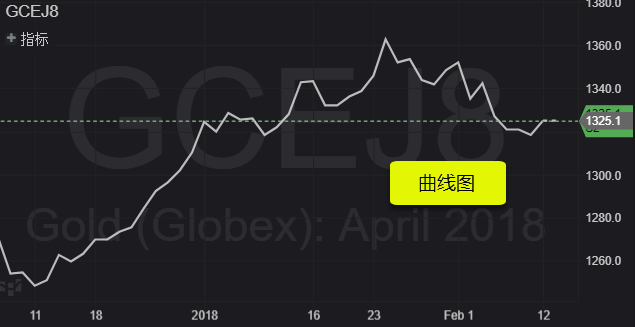 GCEJ8
1380.0
指标
1360.0
1340.0
GCEJ8
1325.1
曲线图
1300.0
Gold (Globex): April 2018
1280.0
1260.0
11 18 2018 16 23 Feb 1 12